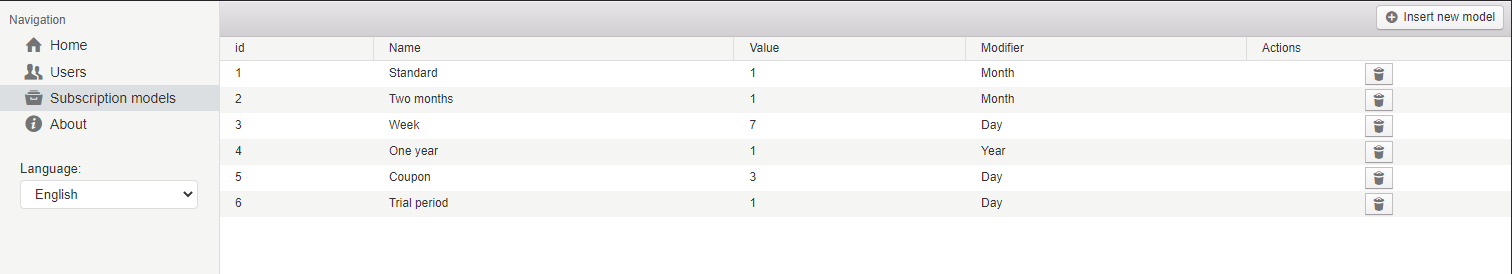 Navigation
Home
Users
Subscription models
About
Language:
English
Insert new model
id Name Value Modifier Actions
1 Standard 1 Month
2 Two months 1 Month
3 Week 7 Day
4 One year 1 Year
5 Coupon 3 Day
6 Trial period 1 Day